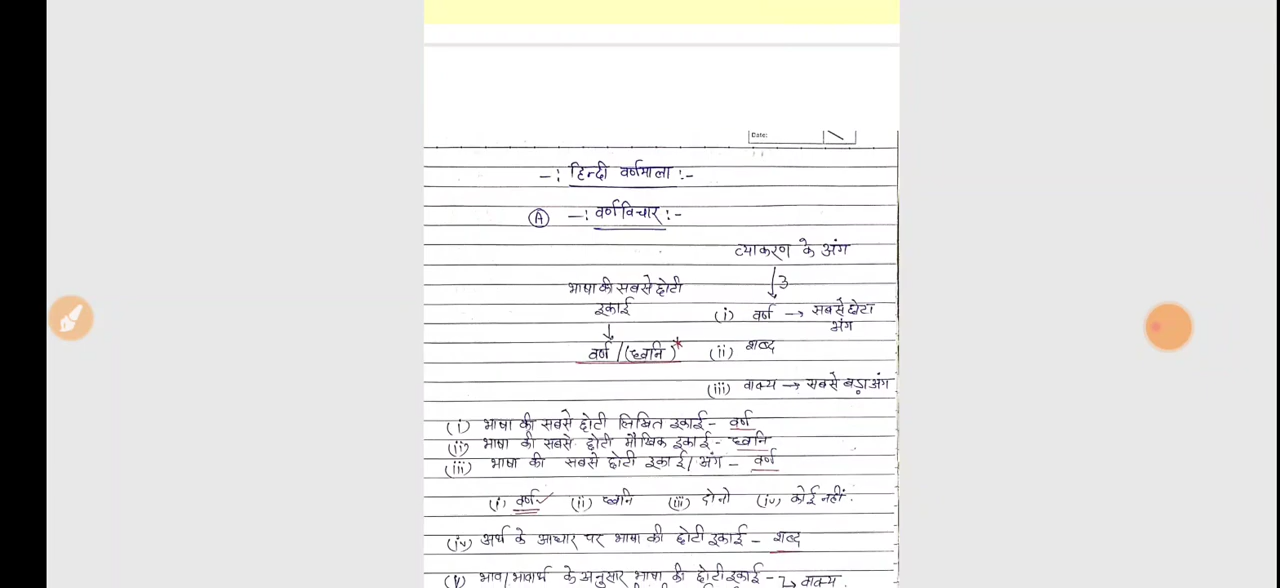 Date:
-: हिन्दी वर्णमाला :-
(A) -: वर्ण विचार :-
व्याकरण के अंग
3
भाषा की सबसे छोटी
इकाई
वर्ण /(ध्वनि)*
(i) वर्ण → सबसे छोटा
अंग
(ii) शब्द
(iii) वाक्य → सबसे बड़ा अंग
(i) भाषा की सबसे छोटी लिखित इकाई - वर्ण
(ii) भाषा की सबसे छोटी मौखिक इकाई - ध्वनि
(iii) भाषा की सबसे छोटी इकाई / अंग - वर्ण
(i) वर्ण ✓ (ii) ध्वनि (iii) दोनो (iv) कोई नहीं.
(iv) अर्थ के आधार पर भाषा की छोटी इकाई - शब्द
(v) भाव/भावार्थ के अनुसार भाषा की छोटी इकाई - → वाक्य.